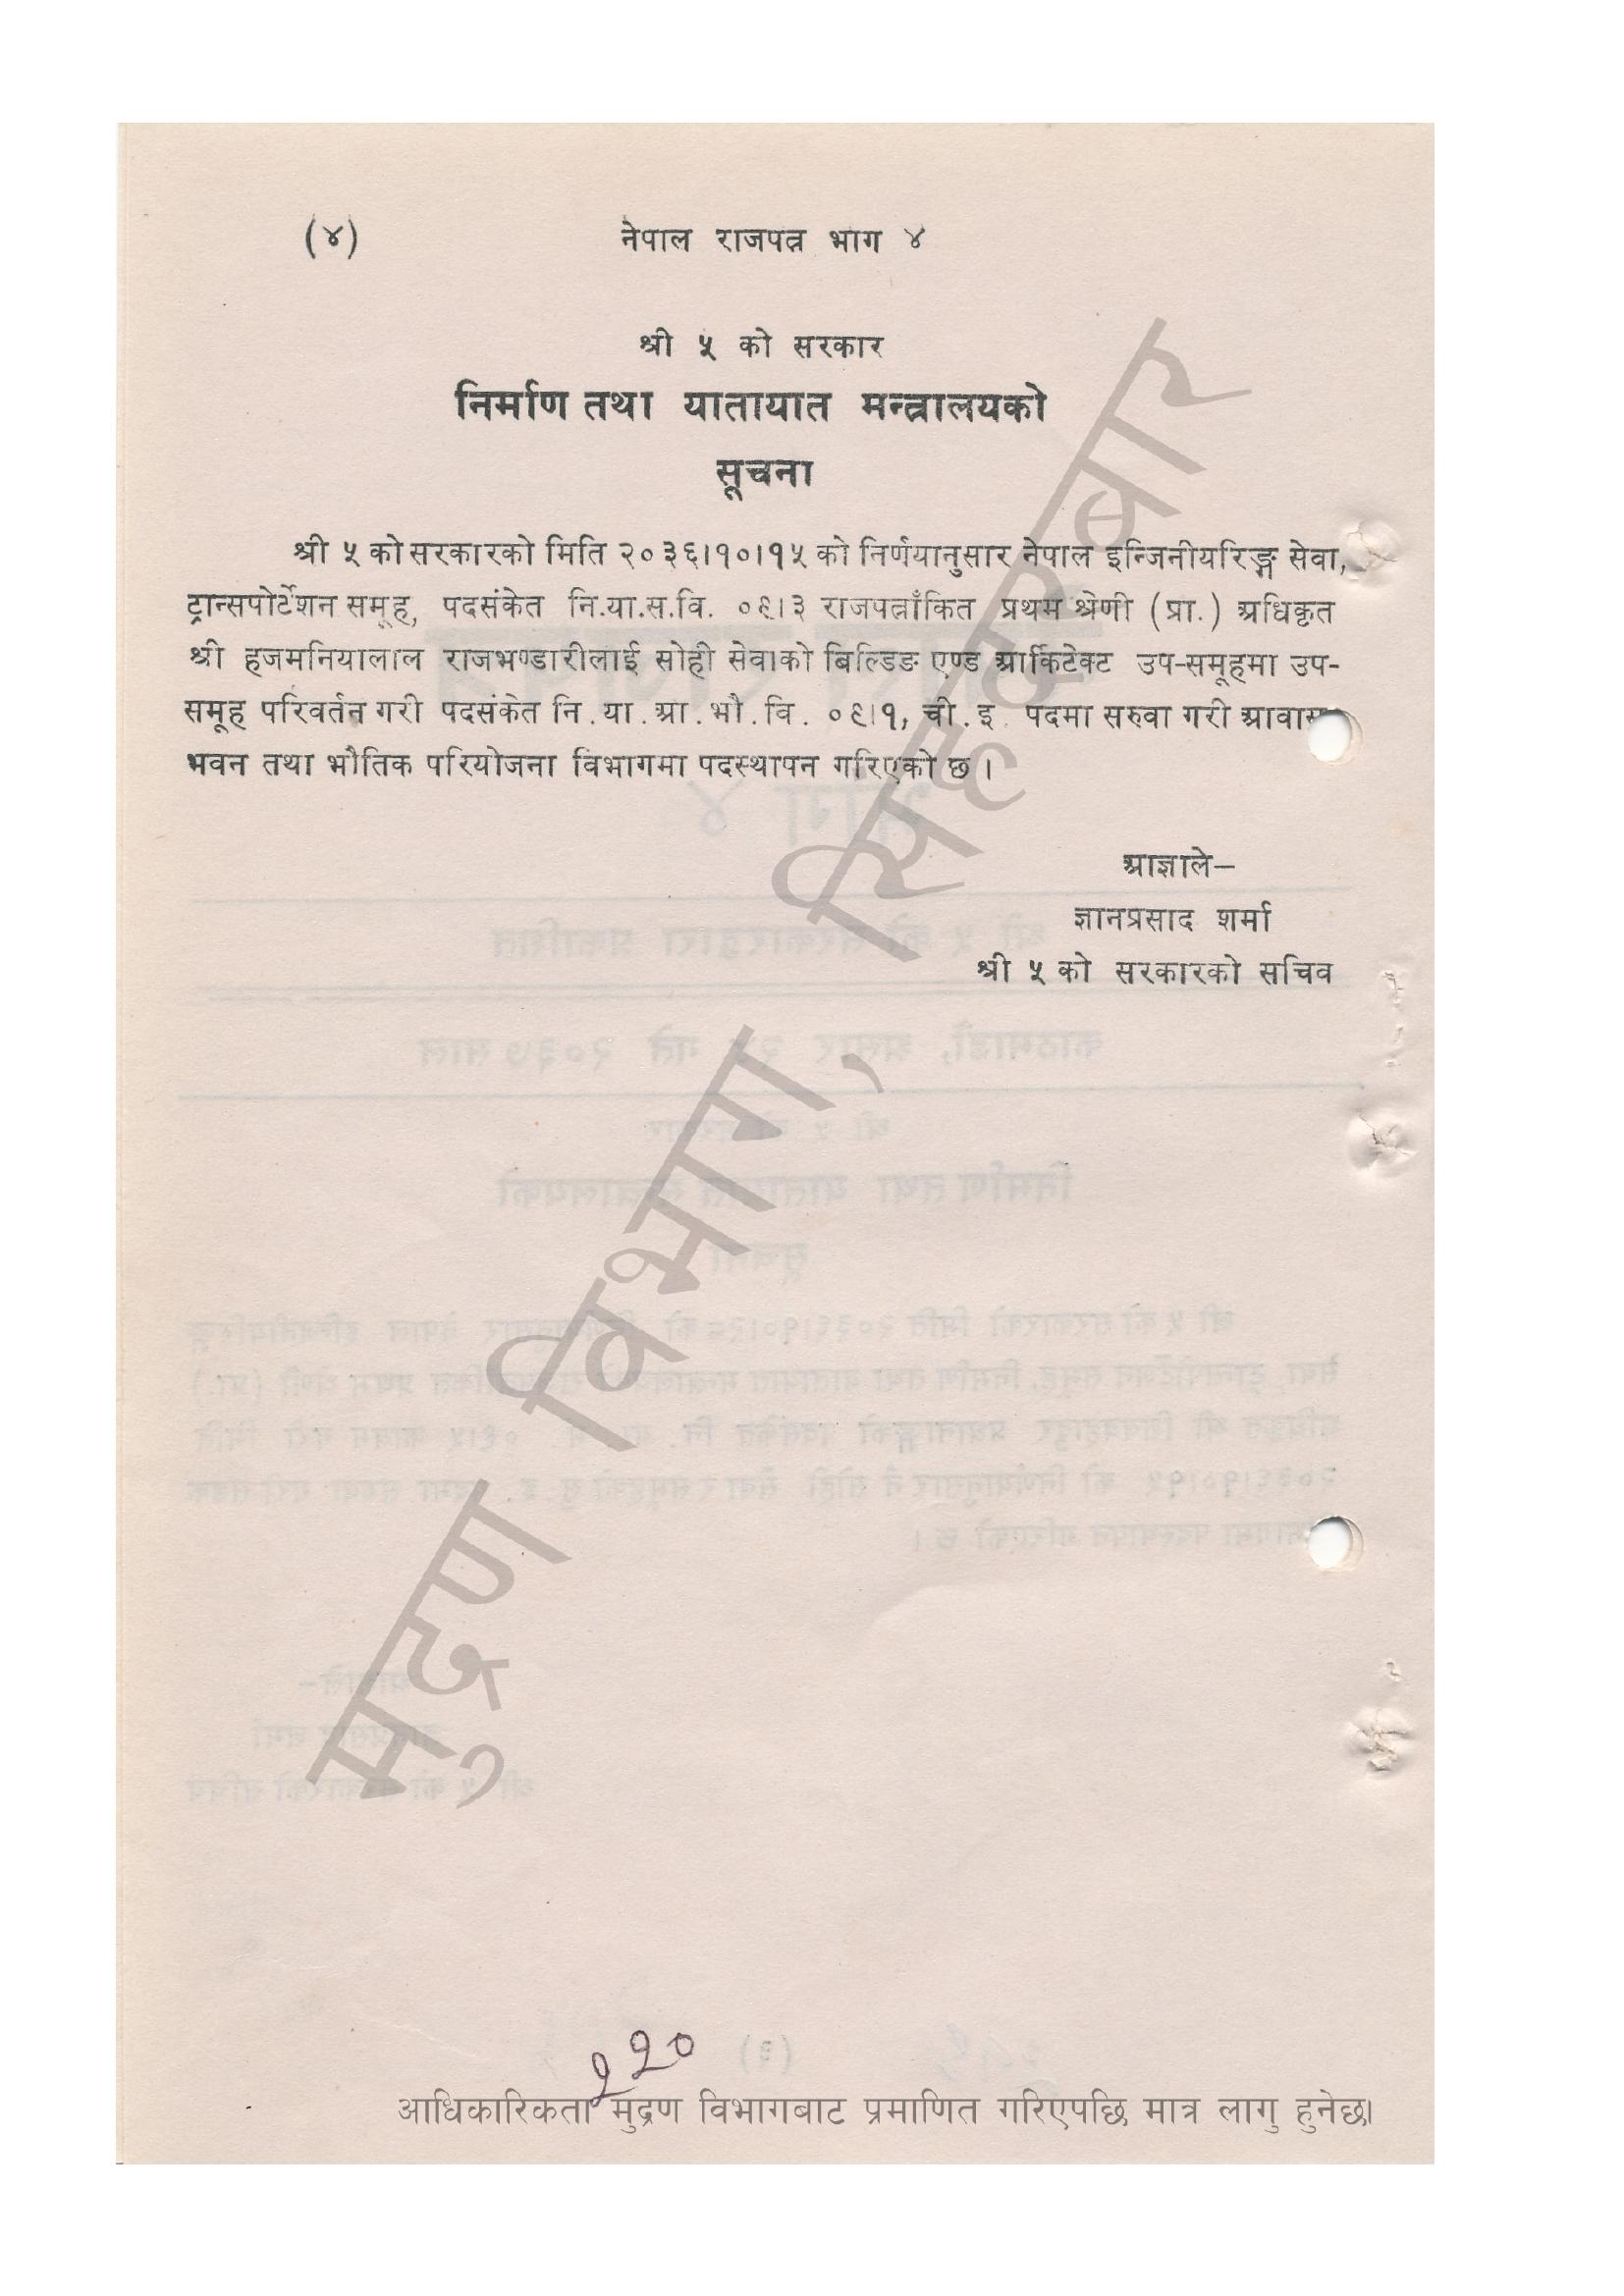 (४) नेपाल राजपत्र भाग ४
श्री ५ को सरकार
निर्माण तथा यातायात मन्त्रालयको
सूचना
श्री ५ को सरकारको मिति २०३६।१०।१५ को निर्णयानुसार नेपाल इन्जिनीयरिङ्ग सेवा,
ट्रान्सपोर्टेशन समूह, पदसंकेत नि.या.स.वि. ०९।३ राजपत्राँकित प्रथम श्रेणी (प्रा.) अधिकृत
श्री हजमनियालाल राजभण्डारीलाई सोही सेवाको बिल्डिङ एण्ड आर्किटेक्ट उप-समूहमा उप-
समूह परिवर्तन गरी पदसंकेत नि.या.आ.भौ.वि. ०९।१, ची.इ. पदमा सरुवा गरी आवास
भवन तथा भौतिक परियोजना विभागमा पदस्थापन गरिएको छ ।
आज्ञाले–
ज्ञानप्रसाद शर्मा
श्री ५ को सरकारको सचिव
मुद्रण विभाग, सिंहदरबार
२२०
आधिकारिकता मुद्रण विभागबाट प्रमाणित गरिएपछि मात्र लागु हुनेछ।